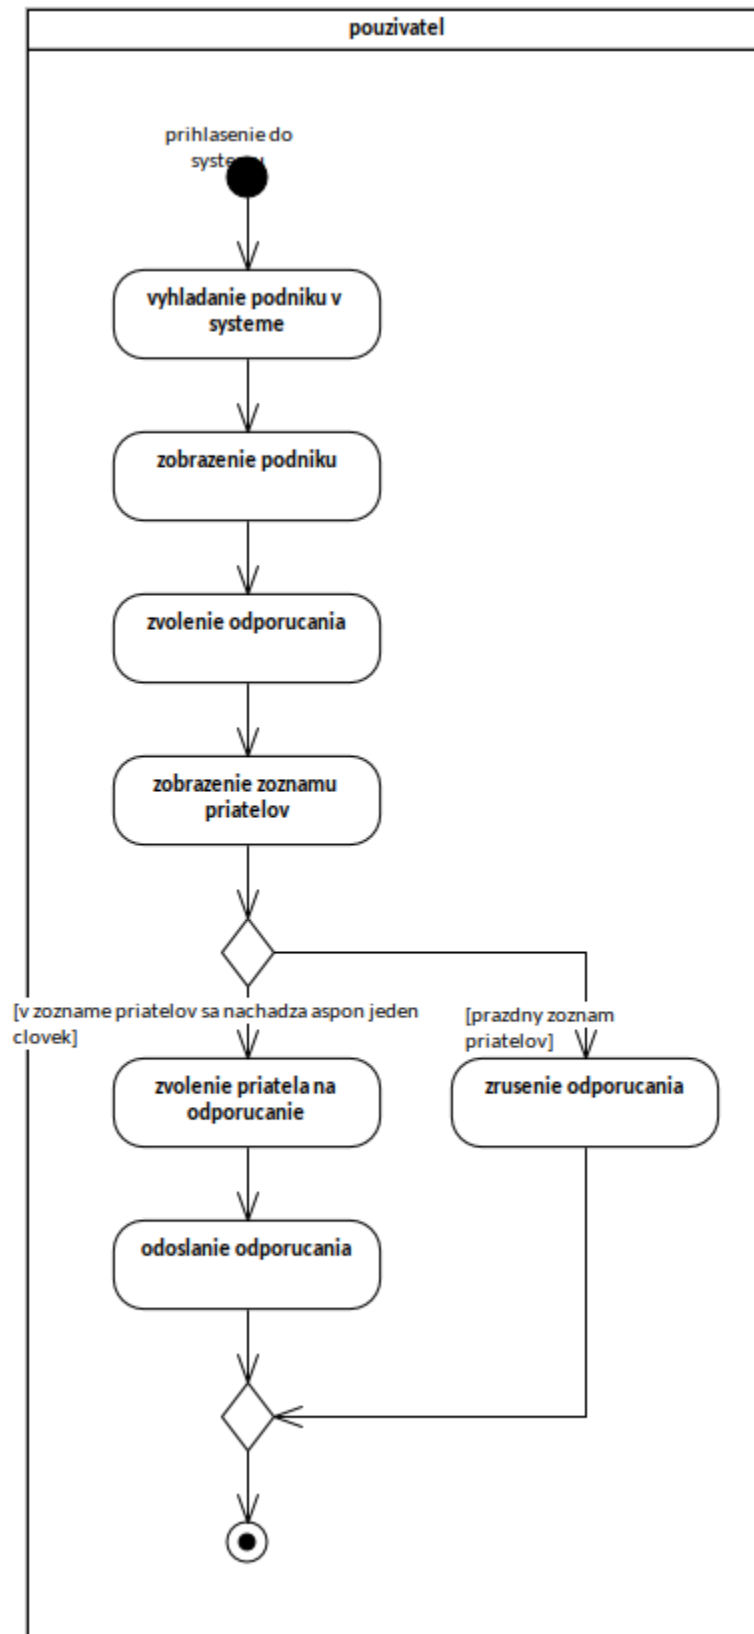 pouzivatel
prihlasenie do
systemu
vyhladanie podniku v
systeme
zobrazenie podniku
zvolenie odporucania
zobrazenie zoznamu
priatelov
[v zozname priatelov sa nachadza aspon jeden
clovek]
[prazdny zoznam
priatelov]
zvolenie priatela na
odporucanie
zrusenie odporucania
odoslanie odporucania